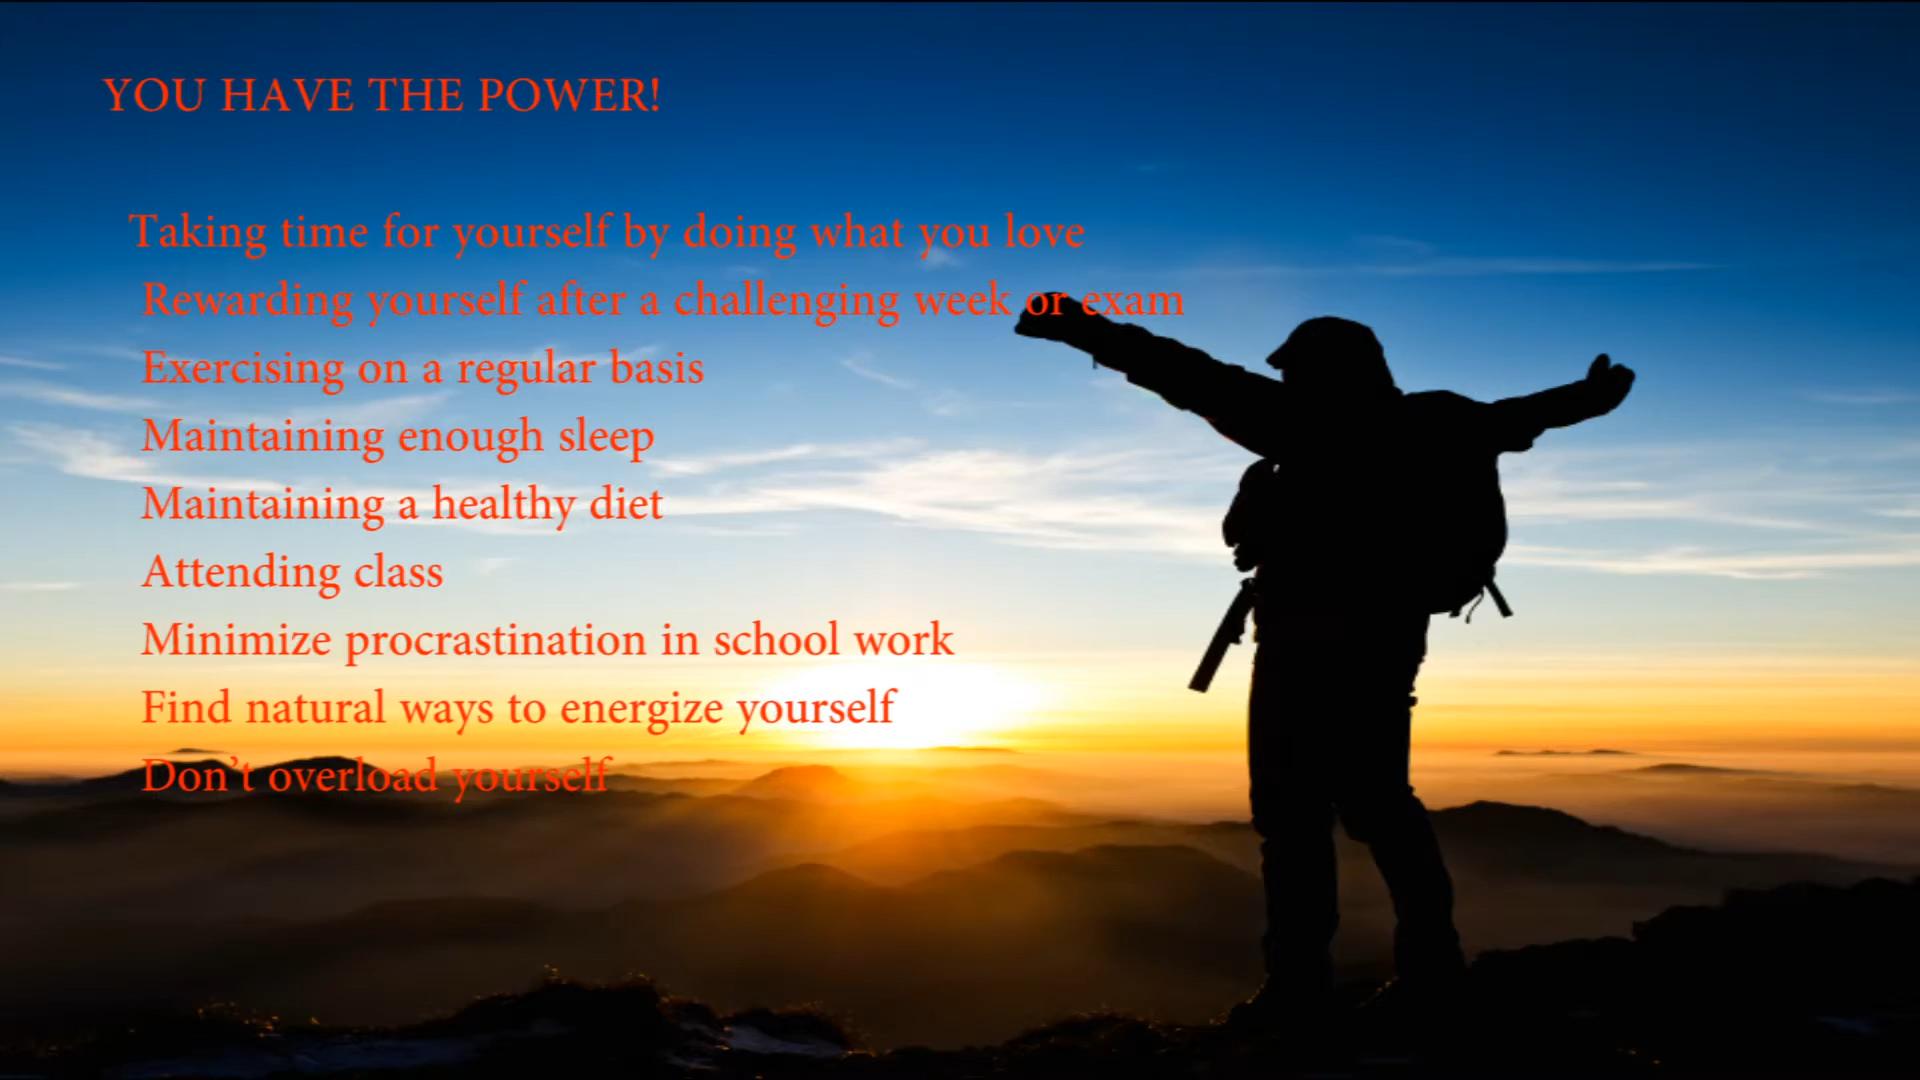 YOU HAVE THE POWER!
Taking time for yourself by doing what you love
Rewarding yourself after a challenging week or exam
Exercising on a regular basis
Maintaining enough sleep
Maintaining a healthy diet
Attending class
Minimize procrastination in school work
Find natural ways to energize yourself
Don’t overload yourself